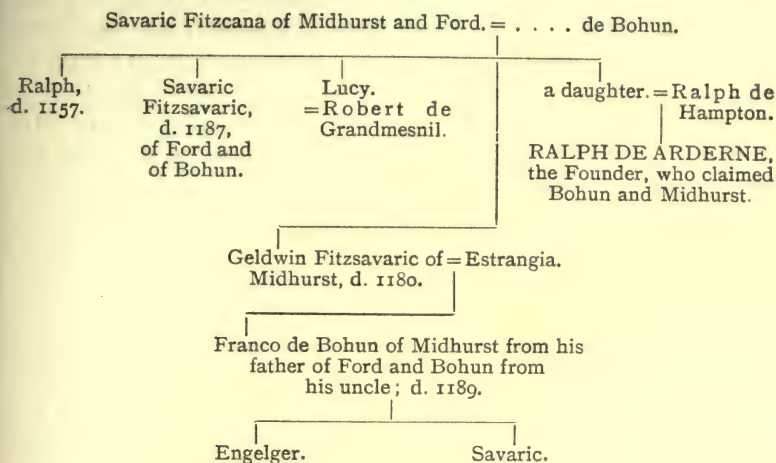 Savaric Fitzcana of Midhurst and Ford. = . . . . de Bohun.
Ralph,
d. 1157.
Savaric
Fitzsavaric,
d. 1187,
of Ford and
of Bohun.
Lucy.
=Robert de
Grandmesnil.
a daughter.=Ralph de
Hampton.
RALPH DE ARDERNE,
the Founder, who claimed
Bohun and Midhurst.
Geldwin Fitzsavaric of = Estrangia.
Midhurst, d. 1180.
Franco de Bohun of Midhurst from his
father of Ford and Bohun from
his uncle; d. 1189.
Engelger.
Savaric.